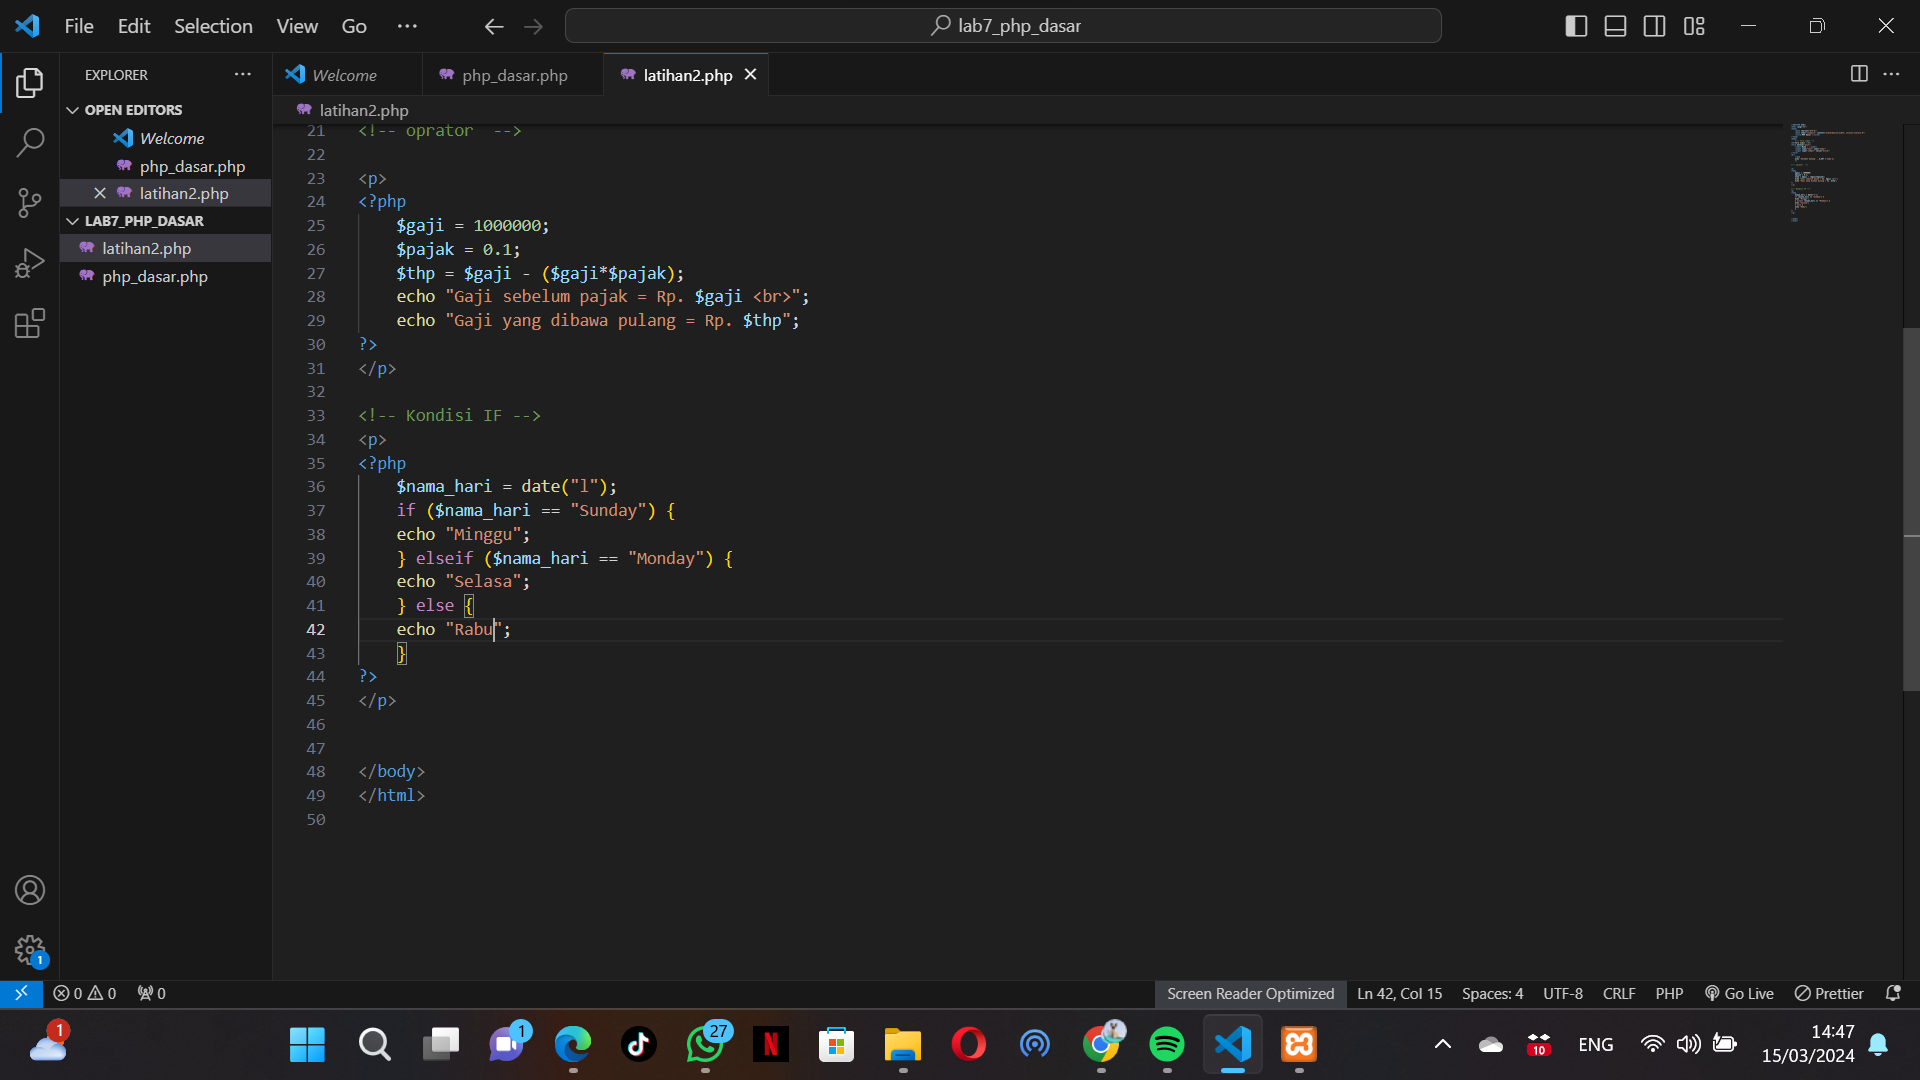 File Edit Selection View Go ···
lab7_php_dasar
EXPLORER ···
OPEN EDITORS
Welcome
php_dasar.php
latihan2.php
LAB7_PHP_DASAR
latihan2.php
php_dasar.php
Welcome php_dasar.php latihan2.php
latihan2.php
21 <!-- oprator  -->
22
23 <p>
24 <?php
25     $gaji = 1000000;
26     $pajak = 0.1;
27     $thp = $gaji - ($gaji*$pajak);
28     echo "Gaji sebelum pajak = Rp. $gaji <br>";
29     echo "Gaji yang dibawa pulang = Rp. $thp";
30 ?>
31 </p>
32
33 <!-- Kondisi IF -->
34 <p>
35 <?php
36     $nama_hari = date("l");
37     if ($nama_hari == "Sunday") {
38     echo "Minggu";
39     } elseif ($nama_hari == "Monday") {
40     echo "Selasa";
41     } else {
42     echo "Rabu";
43     }
44 ?>
45 </p>
46
47
48 </body>
49 </html>
50
1
0 0 0
Screen Reader Optimized Ln 42, Col 15 Spaces: 4 UTF-8 CRLF PHP Go Live Prettier
1
1
27
N
10
ENG
14:47
15/03/2024